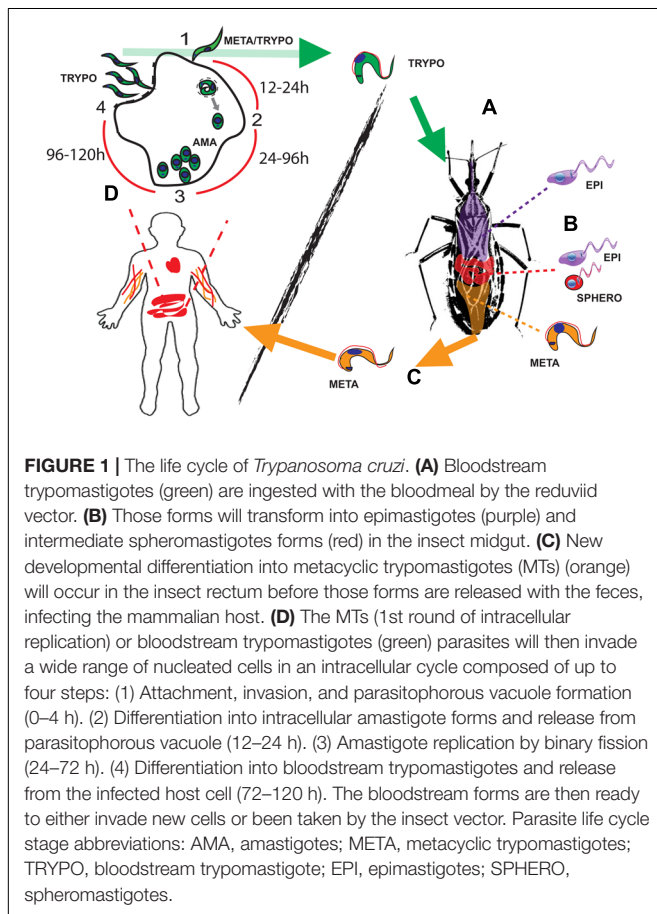 1
META/TRYPO
TRYPO
TRYPO
4
12-24h
A
2
AMA
EPI
96-120h
24-96h
B
D
3
EPI
SPHERO
META
META
C
FIGURE 1 | The life cycle of Trypanosoma cruzi. (A) Bloodstream
trypomastigotes (green) are ingested with the bloodmeal by the reduviid
vector. (B) Those forms will transform into epimastigotes (purple) and
intermediate spheromastigotes forms (red) in the insect midgut. (C) New
developmental differentiation into metacyclic trypomastigotes (MTs) (orange)
will occur in the insect rectum before those forms are released with the feces,
infecting the mammalian host. (D) The MTs (1st round of intracellular
replication) or bloodstream trypomastigotes (green) parasites will then invade
a wide range of nucleated cells in an intracellular cycle composed of up to
four steps: (1) Attachment, invasion, and parasitophorous vacuole formation
(0–4 h). (2) Differentiation into intracellular amastigote forms and release from
parasitophorous vacuole (12–24 h). (3) Amastigote replication by binary fission
(24–72 h). (4) Differentiation into bloodstream trypomastigotes and release
from the infected host cell (72–120 h). The bloodstream forms are then ready
to either invade new cells or been taken by the insect vector. Parasite life cycle
stage abbreviations: AMA, amastigotes; META, metacyclic trypomastigotes;
TRYPO, bloodstream trypomastigote; EPI, epimastigotes; SPHERO,
spheromastigotes.